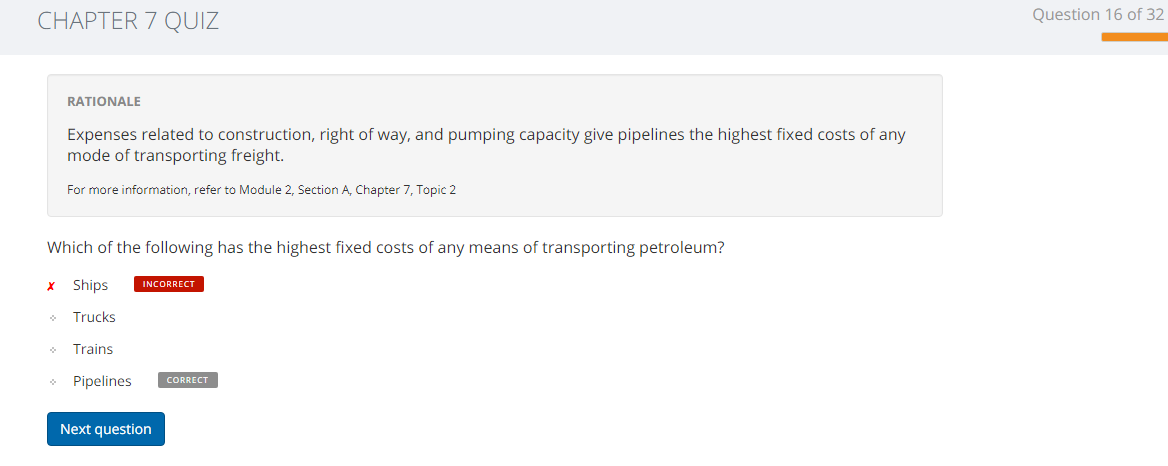 CHAPTER 7 QUIZ
Question 16 of 32
RATIONALE
Expenses related to construction, right of way, and pumping capacity give pipelines the highest fixed costs of any
mode of transporting freight.
For more information, refer to Module 2, Section A, Chapter 7, Topic 2
Which of the following has the highest fixed costs of any means of transporting petroleum?
✗ Ships INCORRECT
Trucks
Trains
Pipelines CORRECT
Next question